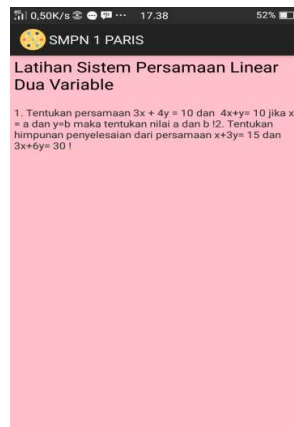 0,50K/s ... 17.38 52%
SMPN 1 PARIS
Latihan Sistem Persamaan Linear
Dua Variable
1. Tentukan persamaan 3x + 4y = 10 dan 4x+y= 10 jika x
= a dan y=b maka tentukan nilai a dan b !2. Tentukan
himpunan penyelesaian dari persamaan x+3y= 15 dan
3x+6y= 30 !